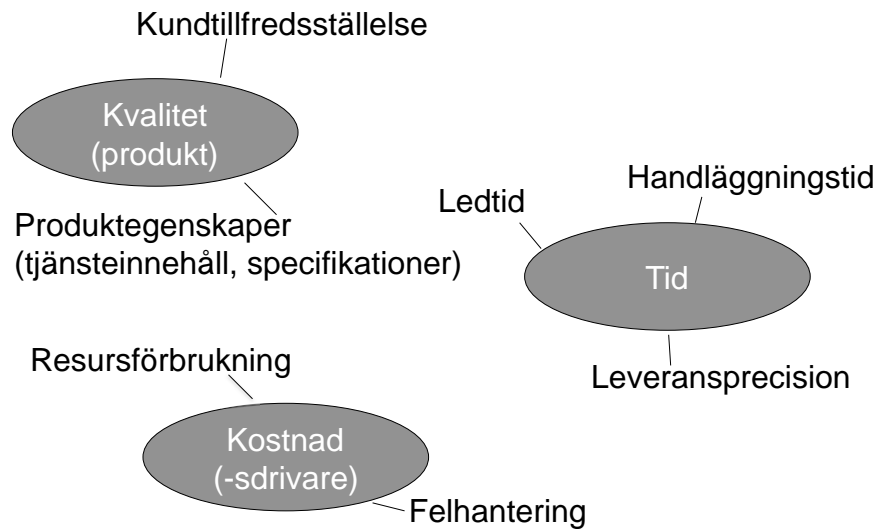 Kundtillfredsställelse
Kvalitet
(produkt)
Produktegenskaper
(tjänsteinnehåll, specifikationer)
Ledtid
Handläggningstid
Tid
Leveransprecision
Resursförbrukning
Kostnad
(-sdrivare)
Felhantering